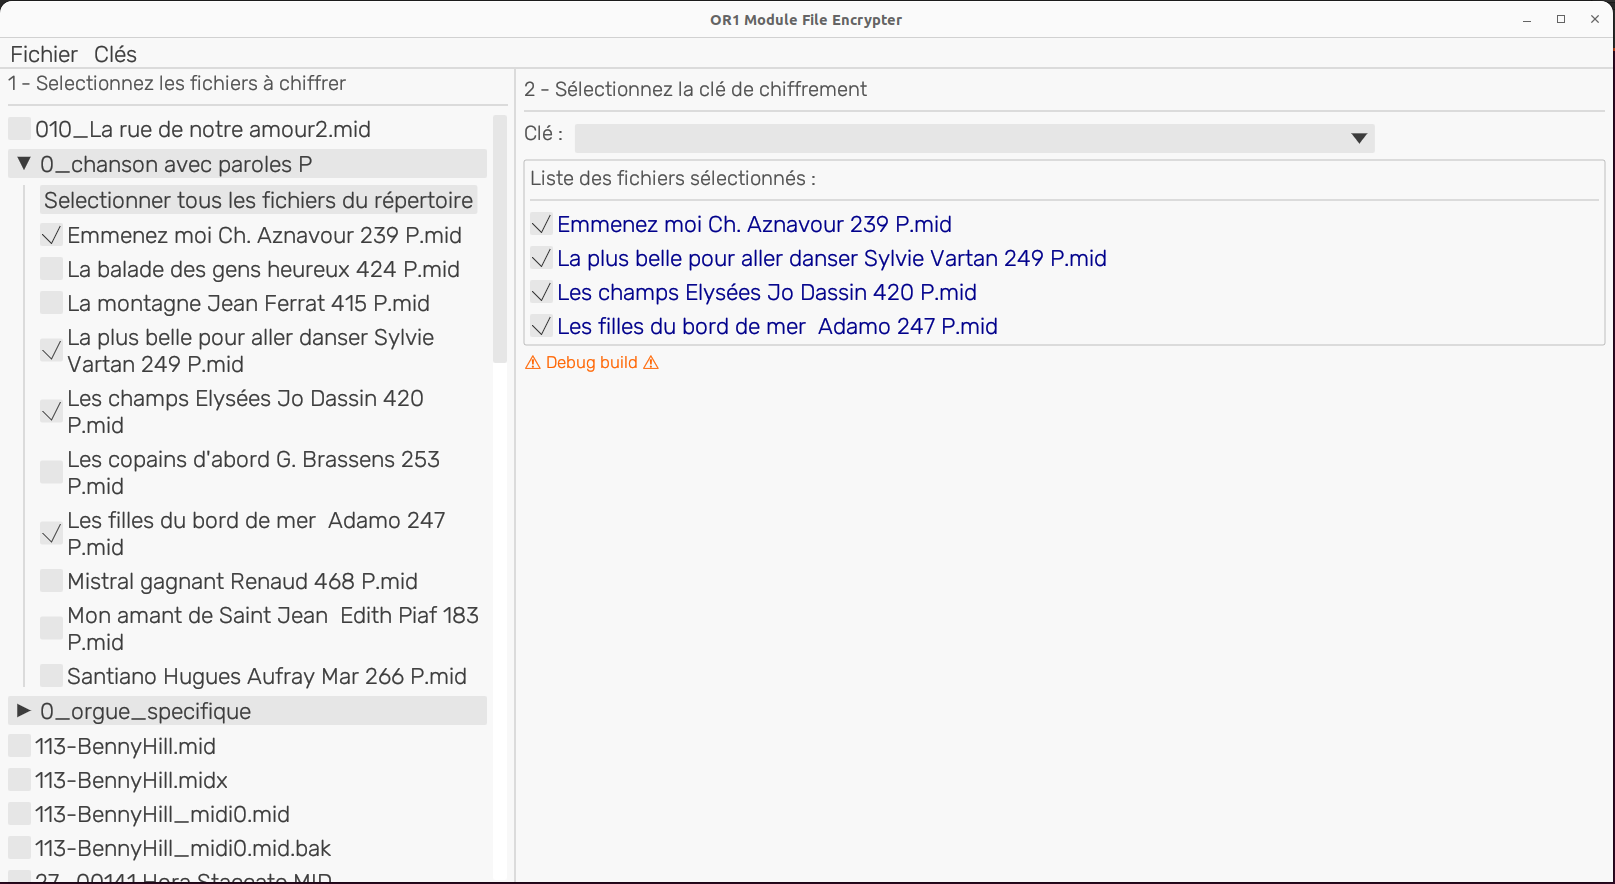 OR1 Module File Encrypter
Fichier Clés
1 - Selectionnez les fichiers à chiffrer
010_La rue de notre amour2.mid
0_chanson avec paroles P
Selectionner tous les fichiers du répertoire
Emmenez moi Ch. Aznavour 239 P.mid
La balade des gens heureux 424 P.mid
La montagne Jean Ferrat 415 P.mid
La plus belle pour aller danser Sylvie
Vartan 249 P.mid
Les champs Elysées Jo Dassin 420
P.mid
Les copains d'abord G. Brassens 253
P.mid
Les filles du bord de mer  Adamo 247
P.mid
Mistral gagnant Renaud 468 P.mid
Mon amant de Saint Jean  Edith Piaf 183
P.mid
Santiano Hugues Aufray Mar 266 P.mid
0_orgue_specifique
113-BennyHill.mid
113-BennyHill.midx
113-BennyHill_midi0.mid
113-BennyHill_midi0.mid.bak
27_00141 Hora Staccato.MID
2 - Sélectionnez la clé de chiffrement
Clé :
Liste des fichiers sélectionnés :
Emmenez moi Ch. Aznavour 239 P.mid
La plus belle pour aller danser Sylvie Vartan 249 P.mid
Les champs Elysées Jo Dassin 420 P.mid
Les filles du bord de mer  Adamo 247 P.mid
⚠ Debug build ⚠